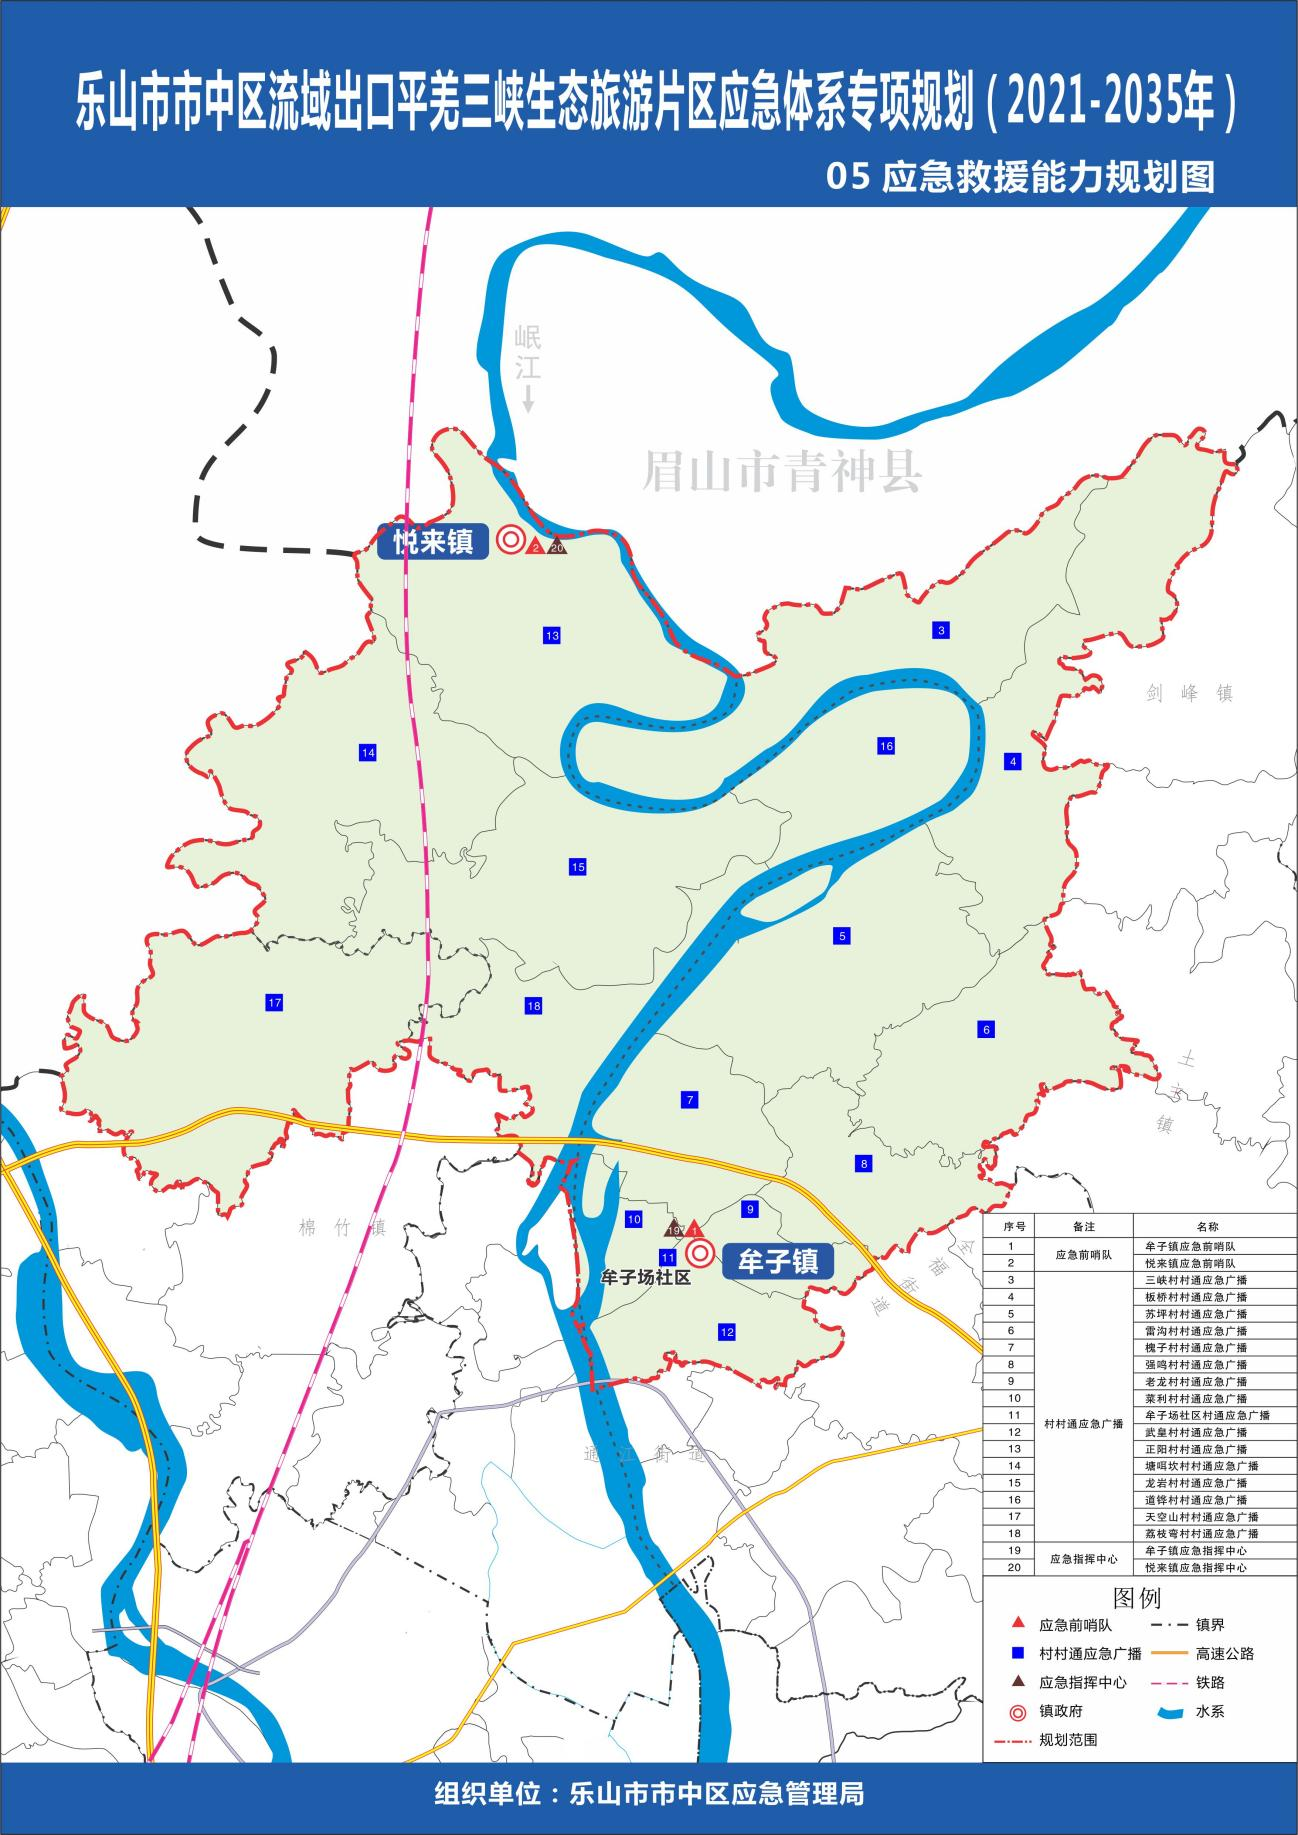 乐山市市中区流域出口平羌三峡生态旅游片区应急体系专项规划（2021-2035年）
05 应急救援能力规划图
岷江
眉山市青神县
悦来镇
2
20
13
3
剑峰镇
14
16
4
15
5
17
18
6
土主镇
7
8
棉竹镇
10
9
19
1
11
牟子镇
牟子场社区
全福街道
12
通江街道
序号 备注 名称
1 应急前哨队 牟子镇应急前哨队
2 悦来镇应急前哨队
3 村村通应急广播 三峡村村通应急广播
4 板桥村村通应急广播
5 苏坪村村通应急广播
6 雷沟村村通应急广播
7 槐子村村通应急广播
8 强鸣村村通应急广播
9 老龙村村通应急广播
10 菜利村村通应急广播
11 牟子场社区村通应急广播
12 武皇村村通应急广播
13 正阳村村通应急广播
14 塘咡坎村村通应急广播
15 龙岩村村通应急广播
16 道铧村村通应急广播
17 天空山村村通应急广播
18 荔枝弯村村通应急广播
19 应急指挥中心 牟子镇应急指挥中心
20 悦来镇应急指挥中心
图例
应急前哨队 镇界
村村通应急广播 高速公路
应急指挥中心 铁路
镇政府 水系
规划范围
组织单位：乐山市市中区应急管理局